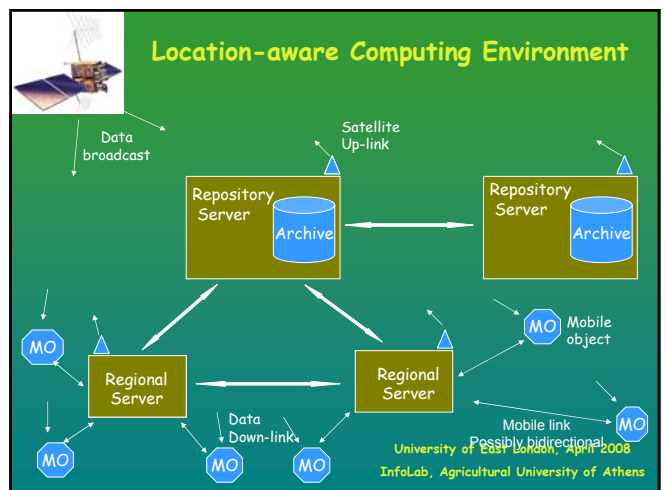 Location-aware Computing Environment
Data
broadcast
Satellite
Up-link
Repository
Server
Archive
Repository
Server
Archive
MO
MO
Mobile
object
Regional
Server
Regional
Server
MO
Data
Down-link
Mobile link
Possibly bidirectional
MO
MO
MO
University of East London, April 2008
InfoLab, Agricultural University of Athens